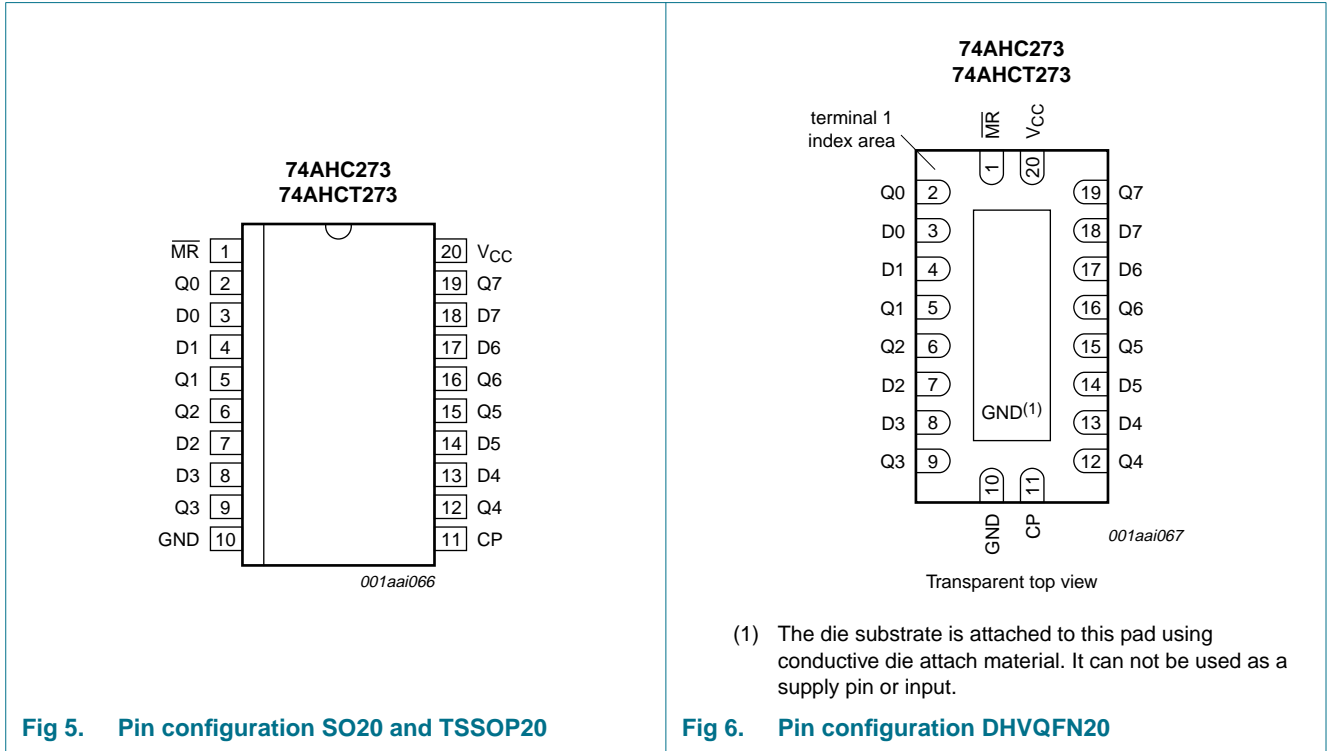 74AHC273
74AHCT273
MR 1
Q0 2
D0 3
D1 4
Q1 5
Q2 6
D2 7
D3 8
Q3 9
GND 10
20 VCC
19 Q7
18 D7
17 D6
16 Q6
15 Q5
14 D5
13 D4
12 Q4
11 CP
001aai066
Fig 5. Pin configuration SO20 and TSSOP20
74AHC273
74AHCT273
terminal 1
index area
MR
VCC
1
20
Q0 2
D0 3
D1 4
Q1 5
Q2 6
D2 7
D3 8
Q3 9
19 Q7
18 D7
17 D6
16 Q6
15 Q5
14 D5
13 D4
12 Q4
GND(1)
10
11
GND
CP
001aai067
Transparent top view
(1) The die substrate is attached to this pad using
conductive die attach material. It can not be used as a
supply pin or input.
Fig 6. Pin configuration DHVQFN20